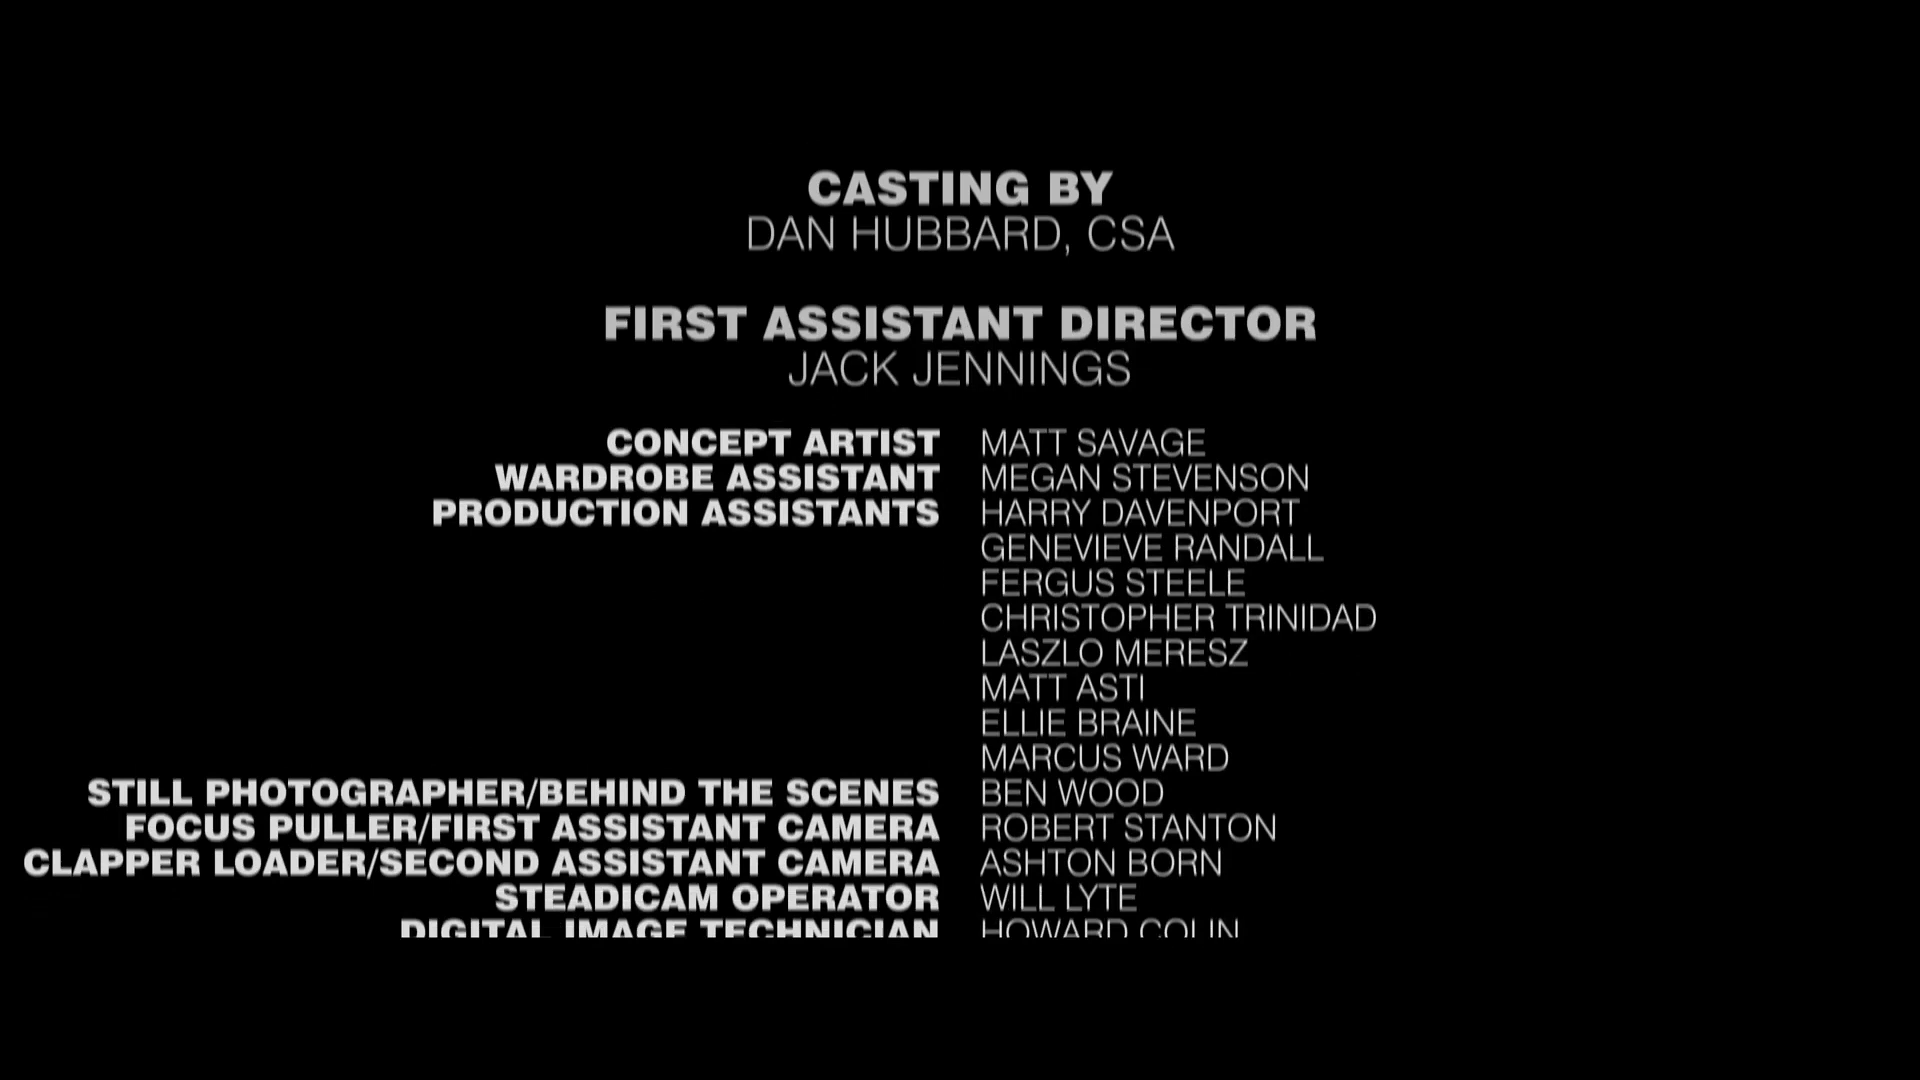 CASTING BY
DAN HUBBARD, CSA
FIRST ASSISTANT DIRECTOR
JACK JENNINGS
CONCEPT ARTIST MATT SAVAGE
WARDROBE ASSISTANT MEGAN STEVENSON
PRODUCTION ASSISTANTS HARRY DAVENPORT
GENEVIEVE RANDALL
FERGUS STEELE
CHRISTOPHER TRINIDAD
LASZLO MERESZ
MATT ASTI
ELLIE BRAINE
MARCUS WARD
STILL PHOTOGRAPHER/BEHIND THE SCENES BEN WOOD
FOCUS PULLER/FIRST ASSISTANT CAMERA ROBERT STANTON
CLAPPER LOADER/SECOND ASSISTANT CAMERA ASHTON BORN
STEADICAM OPERATOR WILL LYTE
DIGITAL IMAGE TECHNICIAN HOWARD COLIN